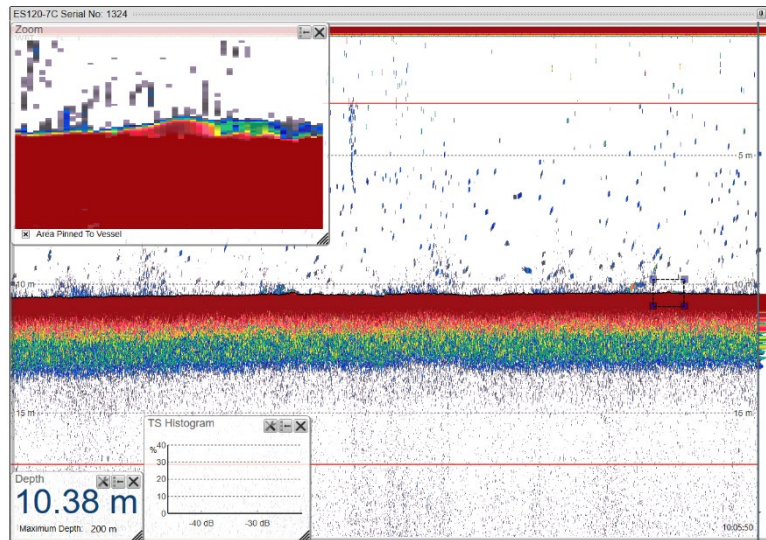 ES120-7C Serial No: 1324
Zoom
Area Pinned To Vessel
5 m
10 m
15 m
15 m
TS Histogram
%
40
30
20
10
0
-40 dB
-30 dB
Depth
10.38 m
Maximum Depth: 200 m
10:05:50